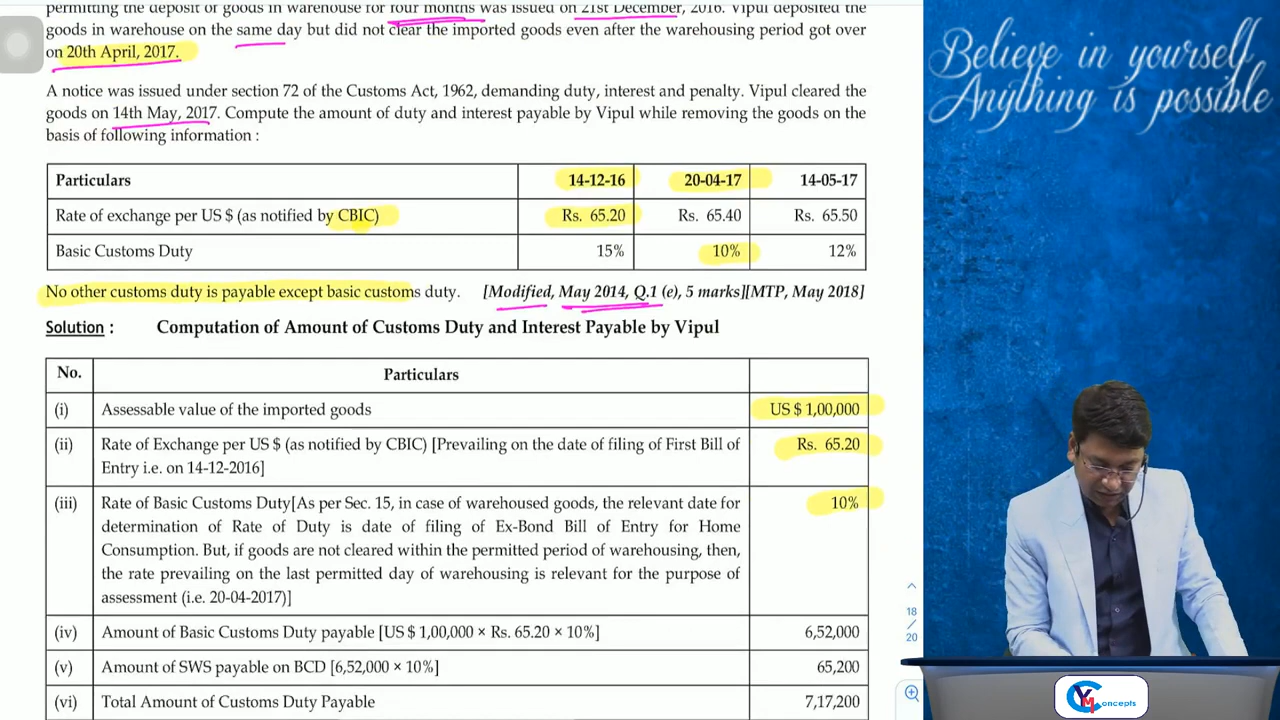 permitting the deposit of goods in warehouse for four months was issued on 21st December, 2016. Vipul deposited the
goods in warehouse on the same day but did not clear the imported goods even after the warehousing period got over
on 20th April, 2017.
A notice was issued under section 72 of the Customs Act, 1962, demanding duty, interest and penalty. Vipul cleared the
goods on 14th May, 2017. Compute the amount of duty and interest payable by Vipul while removing the goods on the
basis of following information :
Particulars 14-12-16 20-04-17 14-05-17
Rate of exchange per US $ (as notified by CBIC) Rs. 65.20 Rs. 65.40 Rs. 65.50
Basic Customs Duty 15% 10% 12%
No other customs duty is payable except basic customs duty. [Modified, May 2014, Q.1 (e), 5 marks][MTP, May 2018]
Solution : Computation of Amount of Customs Duty and Interest Payable by Vipul
No. Particulars
(i) Assessable value of the imported goods US $ 1,00,000
(ii) Rate of Exchange per US $ (as notified by CBIC) [Prevailing on the date of filing of First Bill of Rs. 65.20
Entry i.e. on 14-12-2016]
(iii) Rate of Basic Customs Duty[As per Sec. 15, in case of warehoused goods, the relevant date for 10%
determination of Rate of Duty is date of filing of Ex-Bond Bill of Entry for Home
Consumption. But, if goods are not cleared within the permitted period of warehousing, then,
the rate prevailing on the last permitted day of warehousing is relevant for the purpose of
assessment (i.e. 20-04-2017)]
(iv) Amount of Basic Customs Duty payable [US $ 1,00,000 × Rs. 65.20 × 10%] 6,52,000
(v) Amount of SWS payable on BCD [6,52,000 × 10%] 65,200
(vi) Total Amount of Customs Duty Payable 7,17,200
Believe in yourself
Anything is possible
18
/
20
YM Concepts